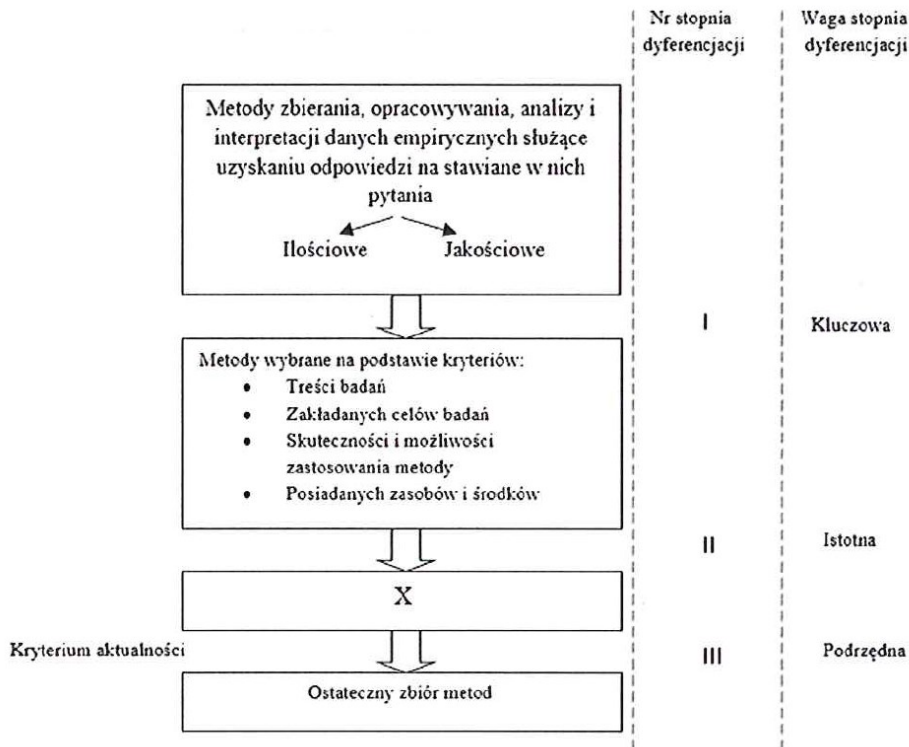 Nr stopnia
dyferencjacji
Waga stopnia
dyferencjacji
Metody zbierania, opracowywania, analizy i
interpretacji danych empirycznych służące
uzyskaniu odpowiedzi na stawiane w nich
pytania
Ilościowe
Jakościowe
I
Kluczowa
Metody wybrane na podstawie kryteriów:
• Treści badań
• Zakładanych celów badań
• Skuteczności i możliwości
zastosowania metody
• Posiadanych zasobów i środków
II
Istotna
X
Kryterium aktualności
III
Podrzędna
Ostateczny zbiór metod